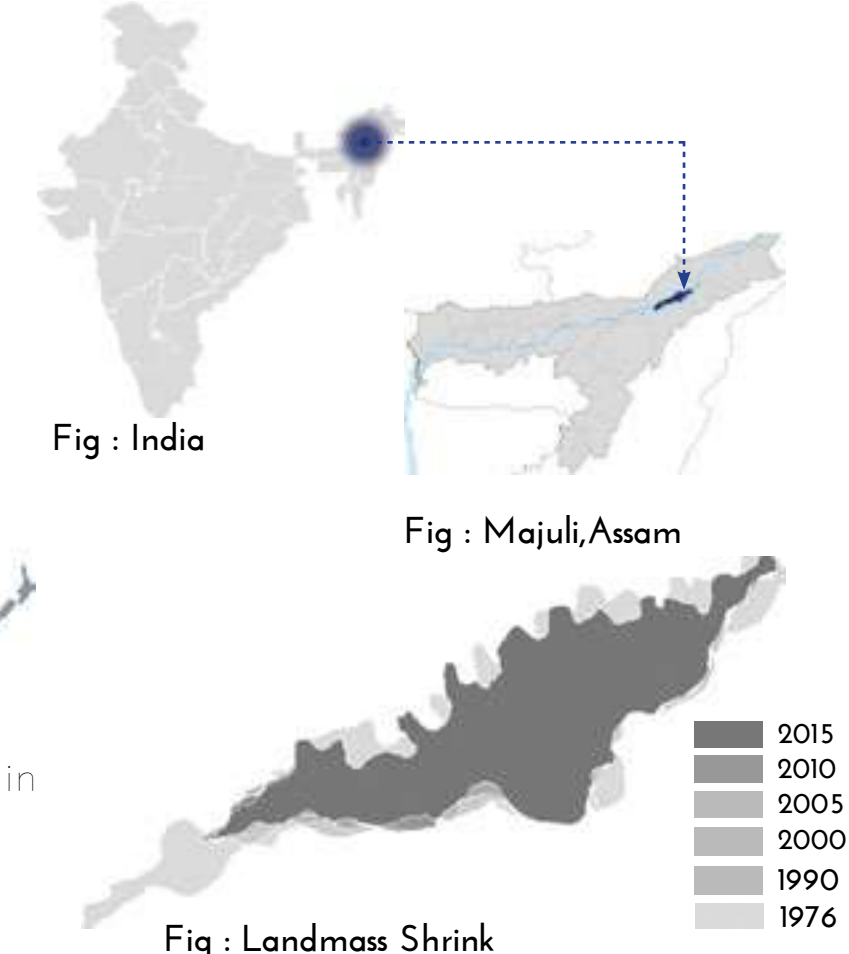 Fig : India
Fig : Majuli,Assam
in
2015
2010
2005
2000
1990
1976
Fig : Landmass Shrink